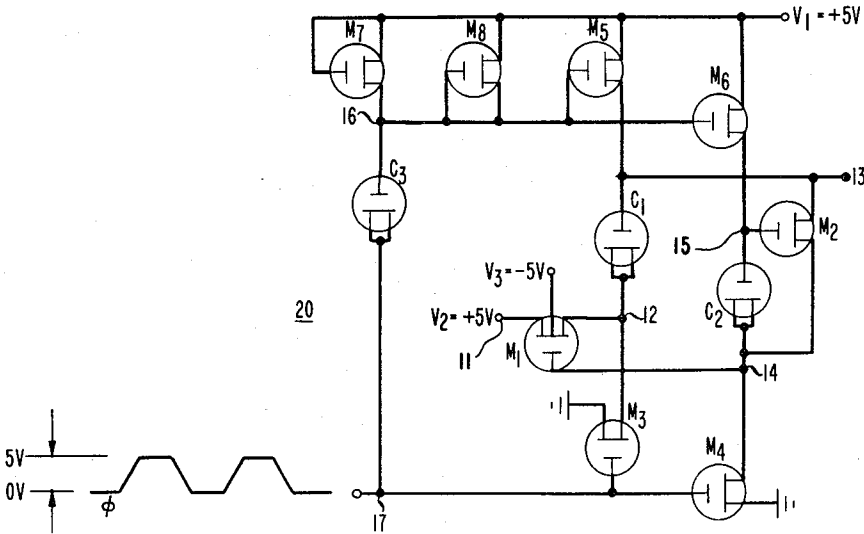 M7
M8
M5
V1 = +5V
M6
16
C3
13
C1
M2
15
V3 = -5V
20
V2 = +5V
12
C2
11
M1
14
M3
M4
5V
0V
ϕ
17